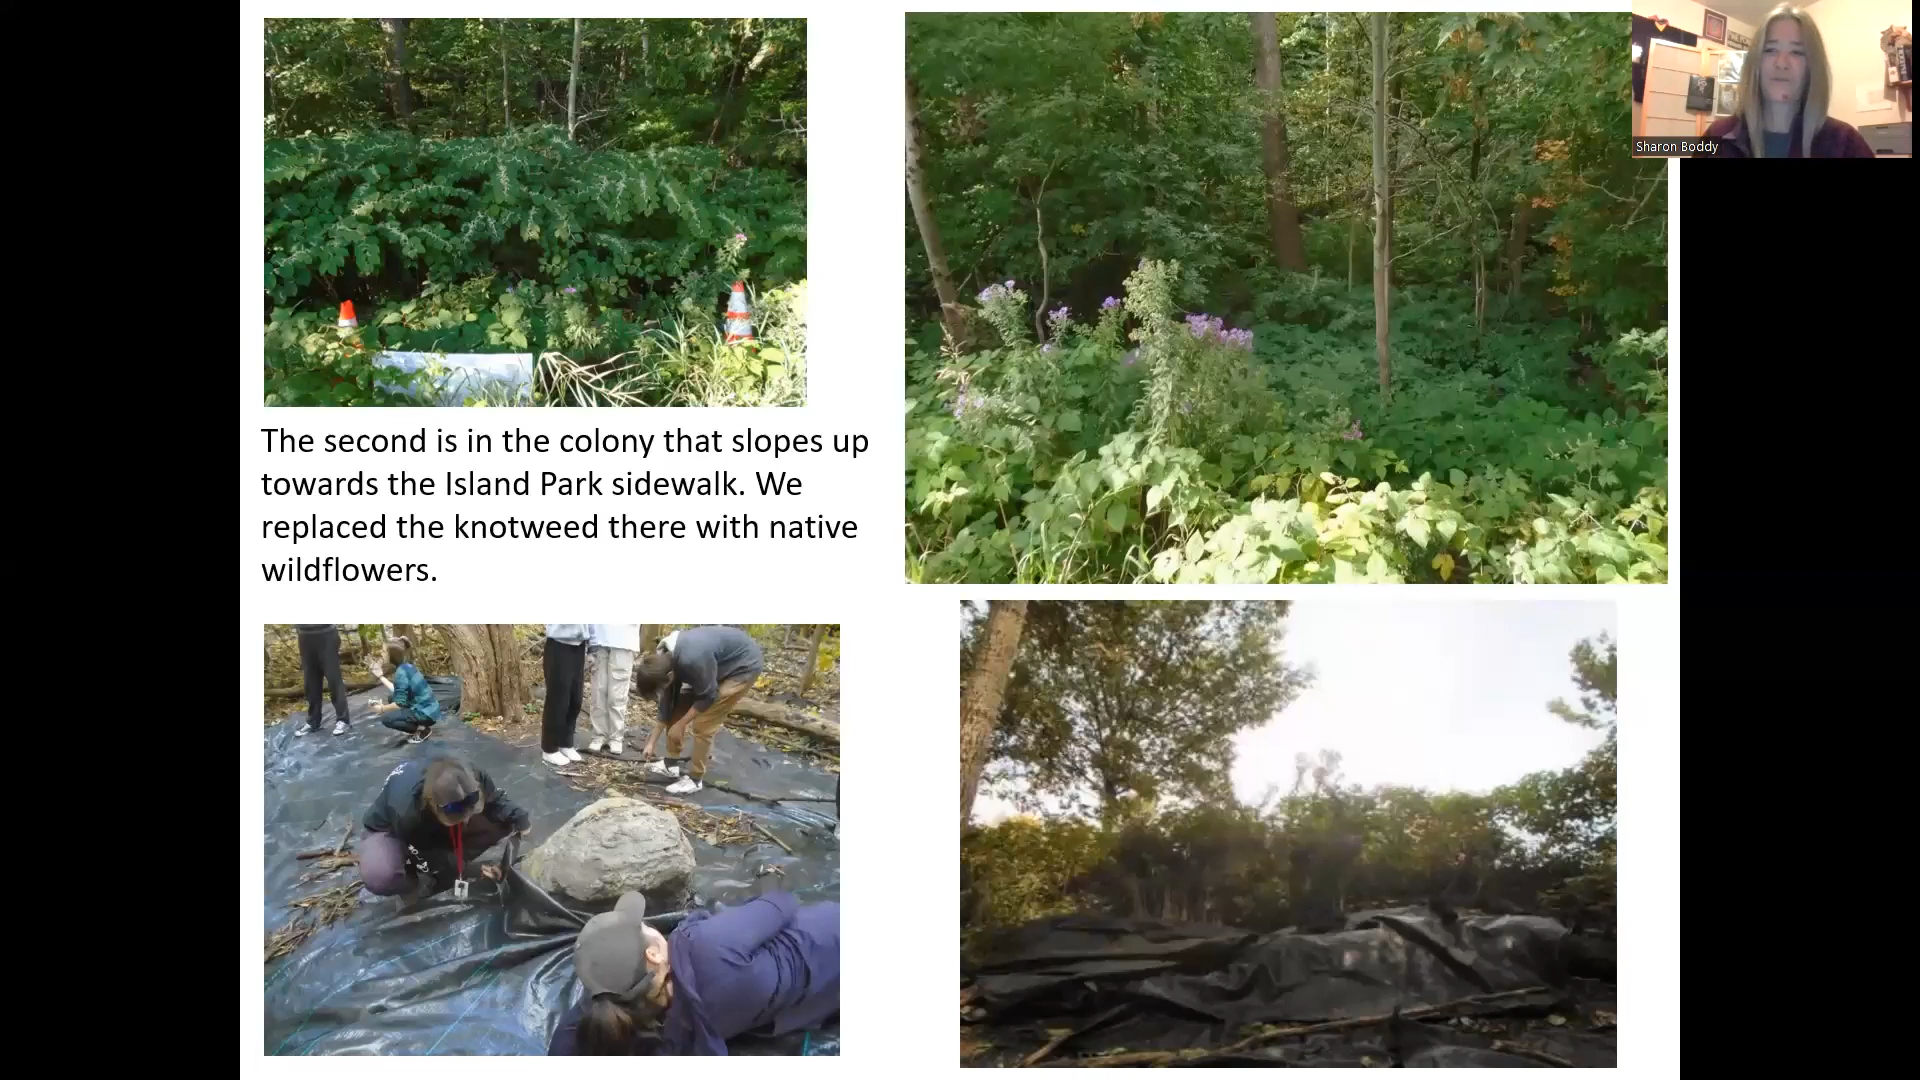 Sharon Boddy
The second is in the colony that slopes up
towards the Island Park sidewalk. We
replaced the knotweed there with native
wildflowers.